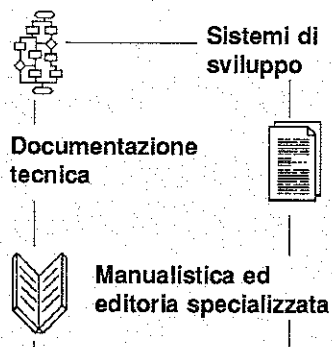 Sistemi di
sviluppo
Documentazione
tecnica
Manualistica ed
editoria specializzata